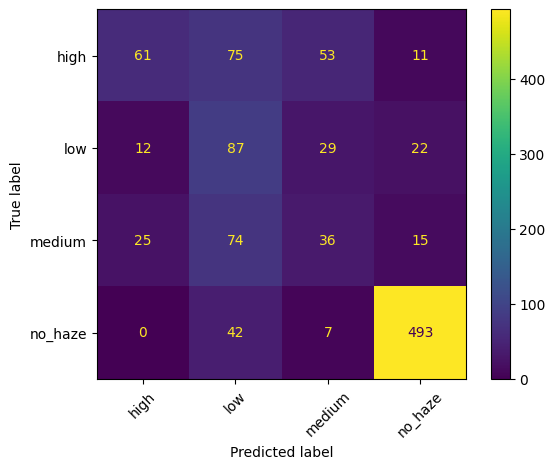 high 61 75 53 11
low 12 87 29 22
medium 25 74 36 15
no_haze 0 42 7 493
high low medium no_haze
Predicted label
True label
400
300
200
100
0